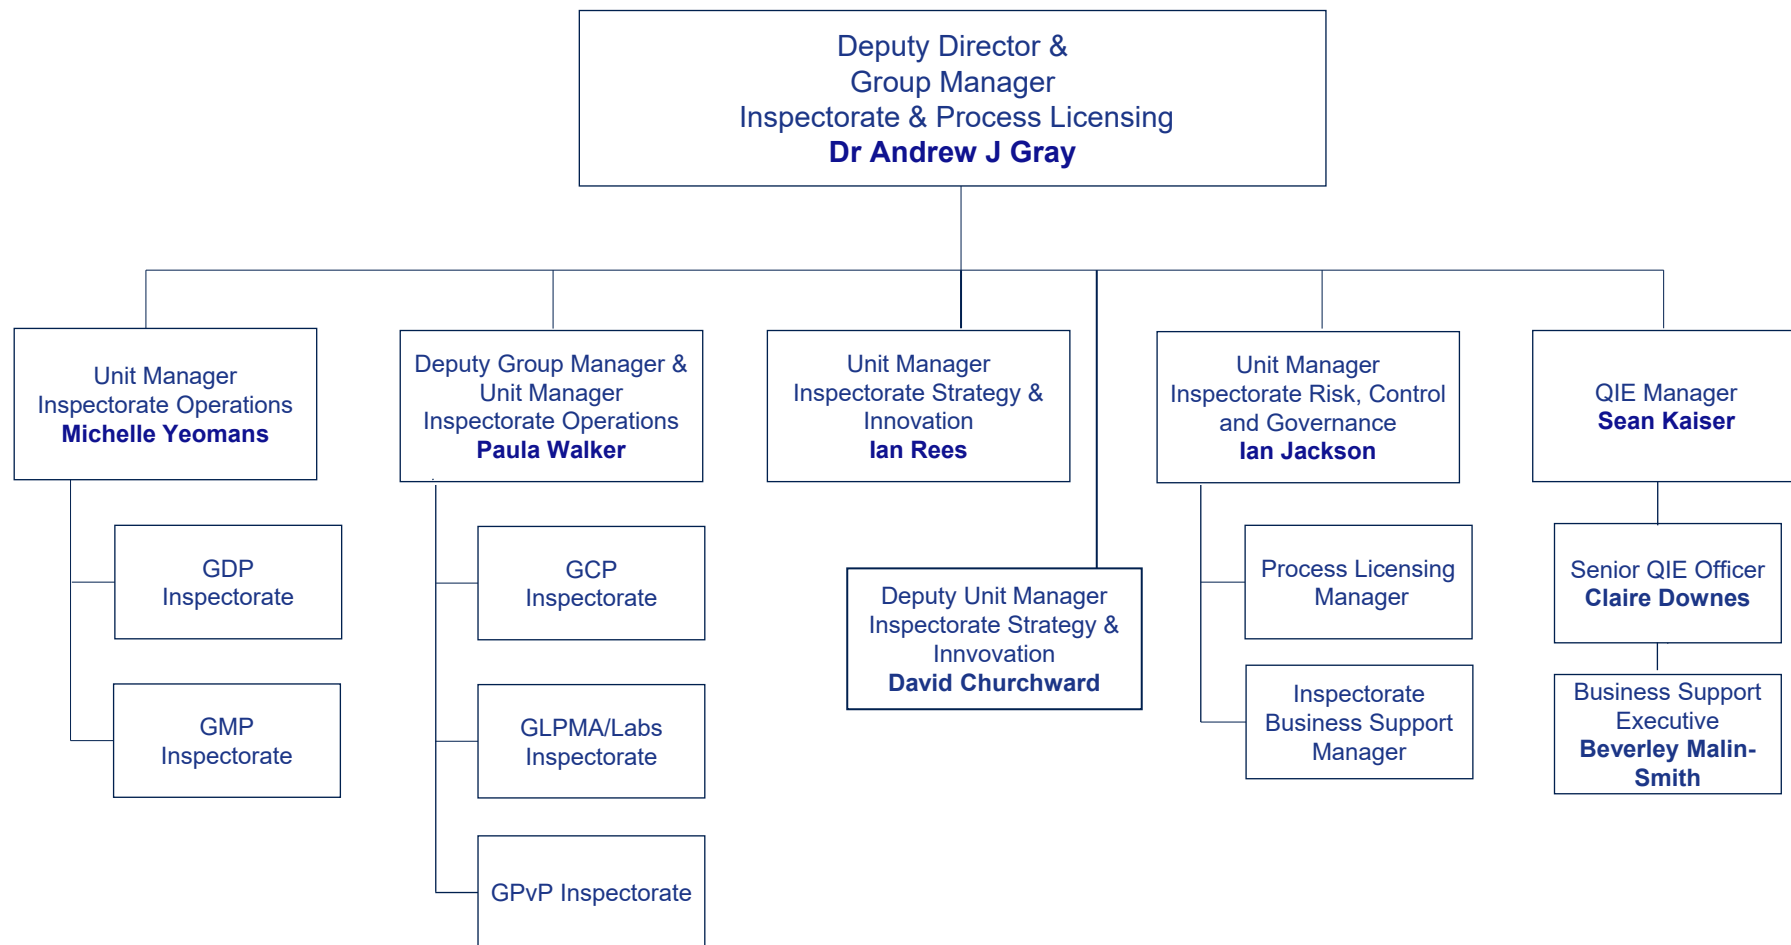 Deputy Director &
Group Manager
Inspectorate & Process Licensing
Dr Andrew J Gray
Unit Manager
Inspectorate Operations
Michelle Yeomans
Deputy Group Manager &
Unit Manager
Inspectorate Operations
Paula Walker
Unit Manager
Inspectorate Strategy &
Innovation
Ian Rees
Unit Manager
Inspectorate Risk, Control
and Governance
Ian Jackson
QIE Manager
Sean Kaiser
GDP
Inspectorate
GMP
Inspectorate
GCP
Inspectorate
GLPMA/Labs
Inspectorate
GPvP Inspectorate
Deputy Unit Manager
Inspectorate Strategy &
Innvovation
David Churchward
Process Licensing
Manager
Inspectorate
Business Support
Manager
Senior QIE Officer
Claire Downes
Business Support
Executive
Beverley Malin-
Smith